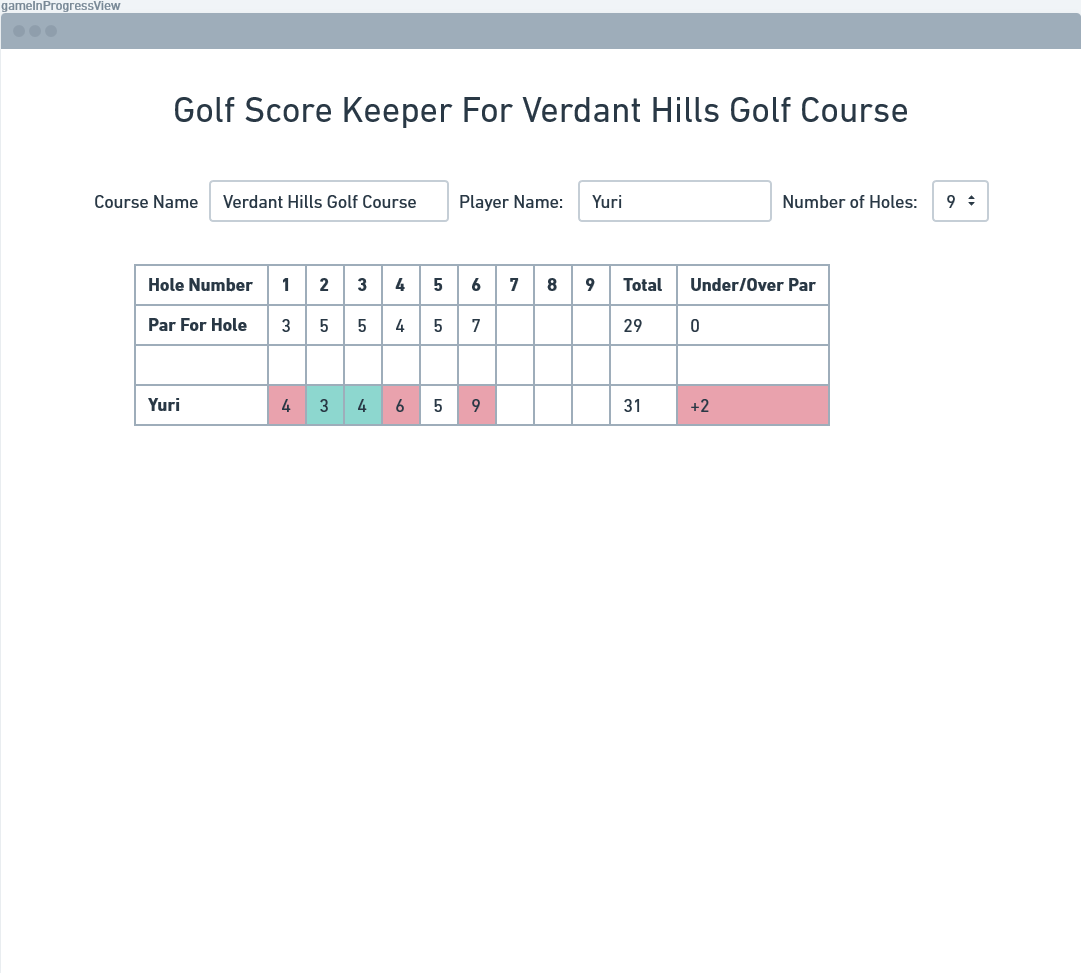 gameInProgressView
Golf Score Keeper For Verdant Hills Golf Course
Course Name Verdant Hills Golf Course Player Name: Yuri Number of Holes: 9
Hole Number 1 2 3 4 5 6 7 8 9 Total Under/Over Par
Par For Hole 3 5 5 4 5 7 29 0
Yuri 4 3 4 6 5 9 31 +2